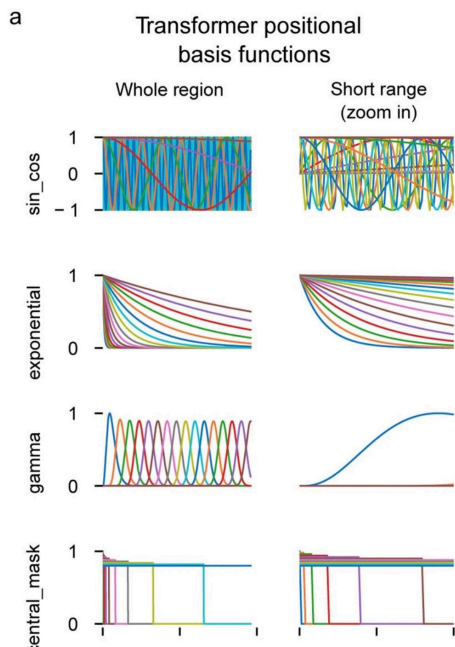 a
Transformer positional
basis functions
Whole region
Short range
(zoom in)
1
0
− 1
sin_cos
1
0
exponential
1
0
gamma
1
0
central_mask